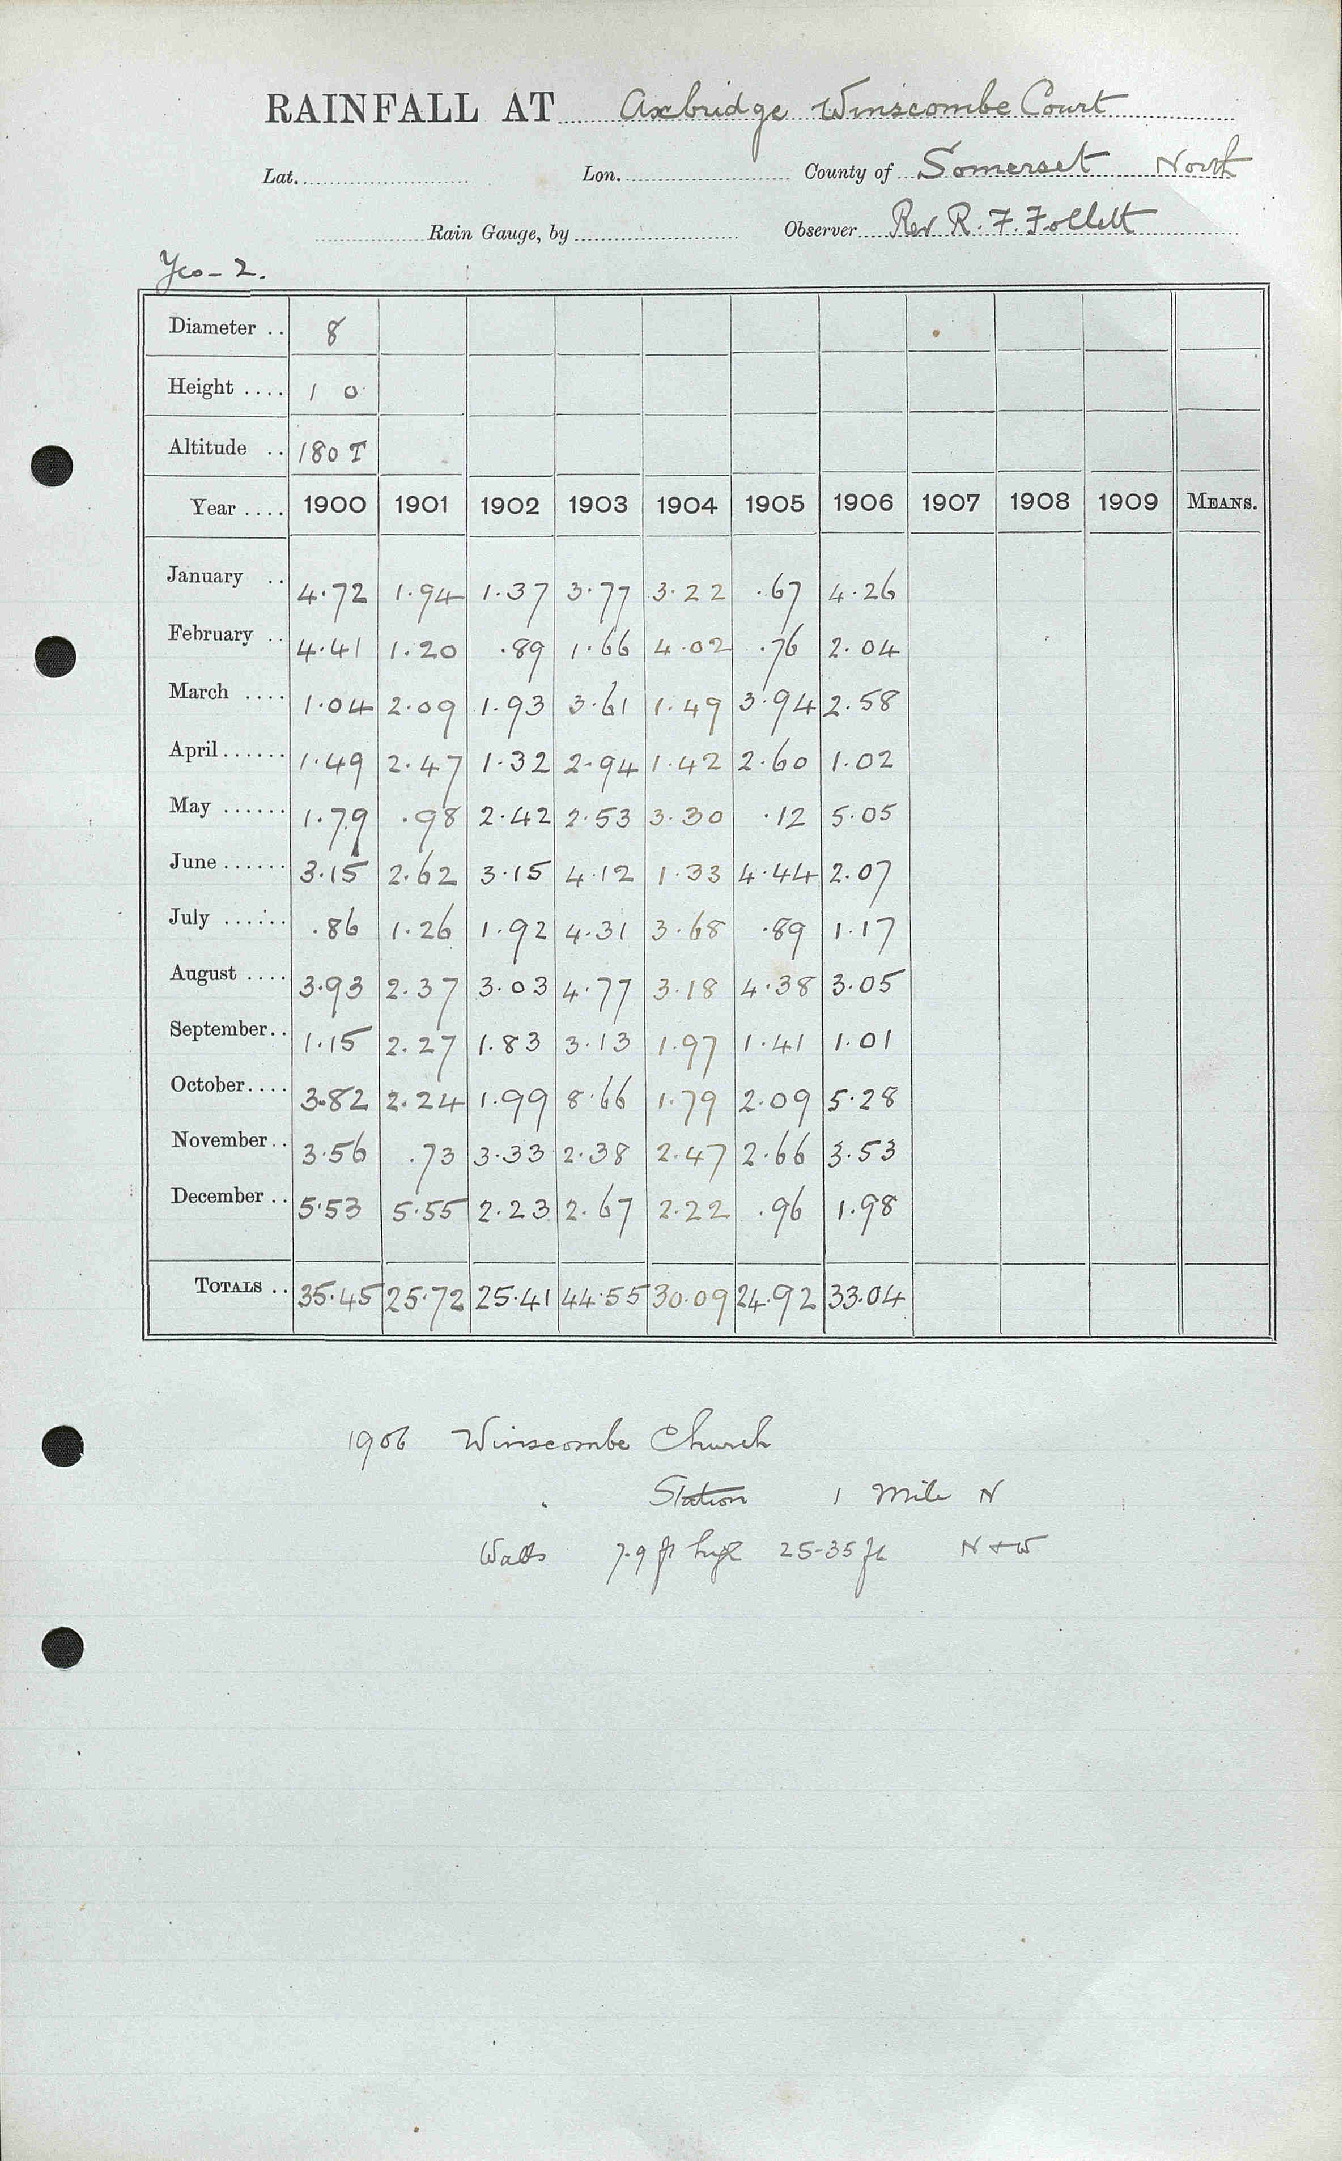 RAINFALL AT Axbridge Winscombe Court
Lat. Lon. County of Somerset North
Rain Gauge, by Observer Rev R. F. Follett
Yeo - 2.
Diameter .. 8
Height .... 1 0
Altitude .. 180 T
Year .... 1900 1901 1902 1903 1904 1905 1906 1907 1908 1909 MEANS.
January .. 4.72 1.94 1.37 3.77 3.22 .67 4.26
February .. 4.41 1.20 .89 1.66 4.02 .76 2.04
March .... 1.04 2.09 1.93 3.61 1.49 3.94 2.58
April ...... 1.49 2.47 1.32 2.94 1.42 2.60 1.02
May ...... 1.79 .98 2.42 2.53 3.30 .12 5.05
June ...... 3.15 2.62 3.15 4.12 1.33 4.44 2.07
July ...... .86 1.26 1.92 4.31 3.68 .89 1.17
August .... 3.93 2.37 3.03 4.77 3.18 4.38 3.05
September.. 1.15 2.27 1.83 3.13 1.97 1.41 1.01
October.... 3.82 2.24 1.99 8.66 1.79 2.09 5.28
November.. 3.56 .73 3.33 2.38 2.47 2.66 3.53
December .. 5.53 5.55 2.23 2.67 2.22 .96 1.98
TOTALS .. 35.45 25.72 25.41 44.55 30.09 24.92 33.04
1906 Winscombe Church
Station 1 Mile N
Walls 7-9 ft high 25-35 ft N + W